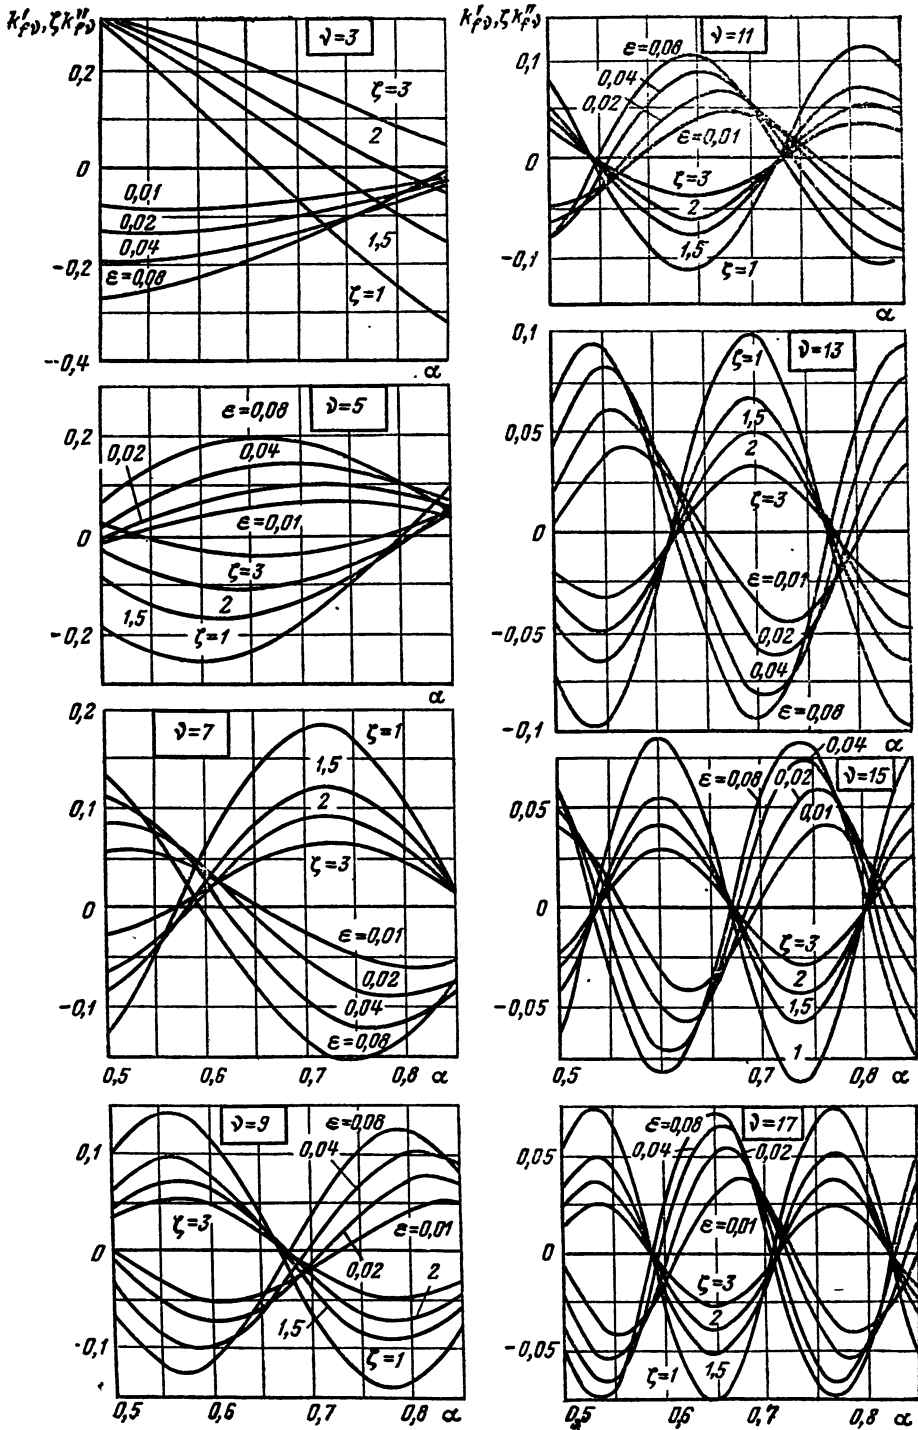 k'fν, ζk''fν
ν=3
0,2
0
-0,2
-0,4
ζ=3
2
1,5
ζ=1
0,01
0,02
0,04
ε=0,08
α
ν=5
ε=0,08
0,2
0,02
0,04
0
ε=0,01
ζ=3
2
1,5
ζ=1
-0,2
α
0,2
ν=7
ζ=1
1,5
0,1
2
ζ=3
0
ε=0,01
0,02
0,04
-0,1
ε=0,08
0,5 0,6 0,7 0,8 α
ν=9
ε=0,08
0,1
0,04
ζ=3
ε=0,01
0
0,02
2
1,5
-0,1
ζ=1
0,5 0,6 0,7 0,8 α
k'fν, ζk''fν
ν=11
0,1
ε=0,08
0,04
0,02
ε=0,01
0
ζ=3
2
1,5
-0,1
ζ=1
α
0,1
ν=13
ζ=1
0,05
1,5
2
ζ=3
0
ε=0,01
-0,05
0,02
0,04
ε=0,08
-0,1
0,04 α
ε=0,08
0,02
ν=15
0,05
0,01
0
ζ=3
2
-0,05
1,5
1
0,5 0,6 0,7 0,8 α
ε=0,08
ν=17
0,05
0,04
0,02
ε=0,01
0
ζ=3
2
-0,05
ζ=1
1,5
0,5 0,6 0,7 0,8 α